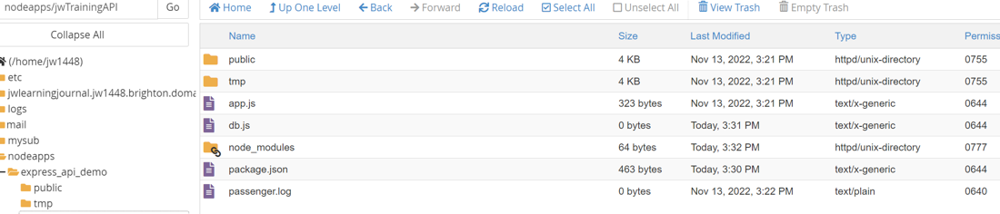 nodeapps/jwTrainingAPI Go
Home Up One Level Back Forward Reload Select All Unselect All View Trash Empty Trash
Collapse All
(/home/jw1448)
etc
jwlearningjournal.jw1448.brighton.doma
logs
mail
mysub
nodeapps
express_api_demo
public
tmp
Name Size Last Modified Type Permiss
public 4 KB Nov 13, 2022, 3:21 PM httpd/unix-directory 0755
tmp 4 KB Nov 13, 2022, 3:21 PM httpd/unix-directory 0755
app.js 323 bytes Nov 13, 2022, 3:21 PM text/x-generic 0644
db.js 0 bytes Today, 3:31 PM text/x-generic 0644
node_modules 64 bytes Today, 3:32 PM httpd/unix-directory 0777
package.json 463 bytes Today, 3:30 PM text/x-generic 0644
passenger.log 0 bytes Nov 13, 2022, 3:22 PM text/plain 0640